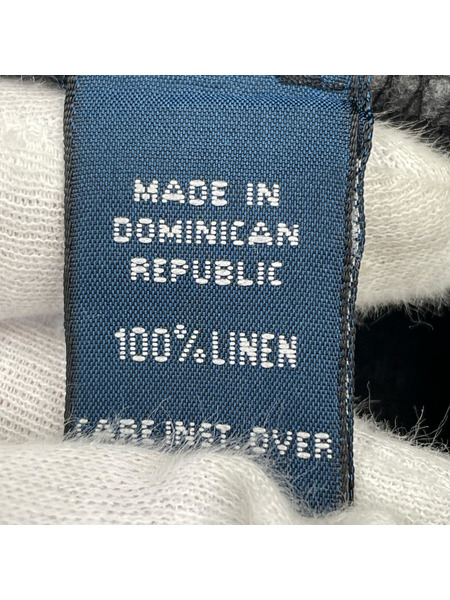 MADE IN
DOMINICAN
REPUBLIC
100% LINEN
CARE INST. OVER